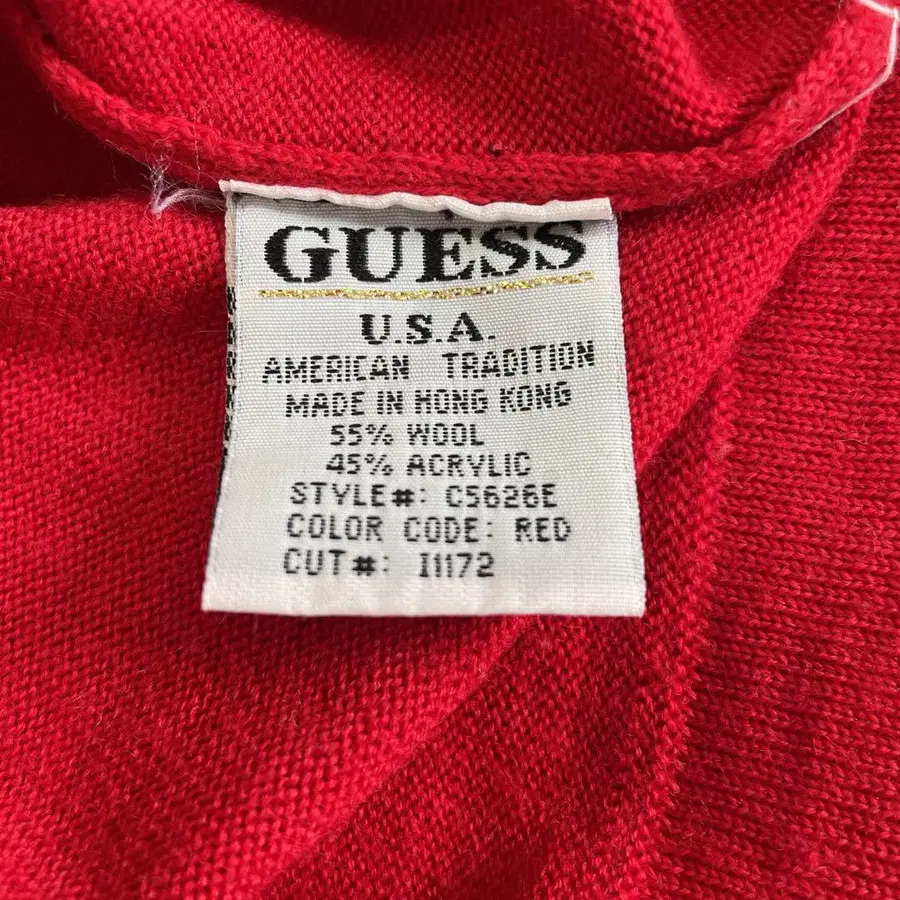 GUESS
U.S.A.
AMERICAN TRADITION
MADE IN HONG KONG
55% WOOL
45% ACRYLIC
STYLE#: C5626E
COLOR CODE: RED
CUT#: I1172